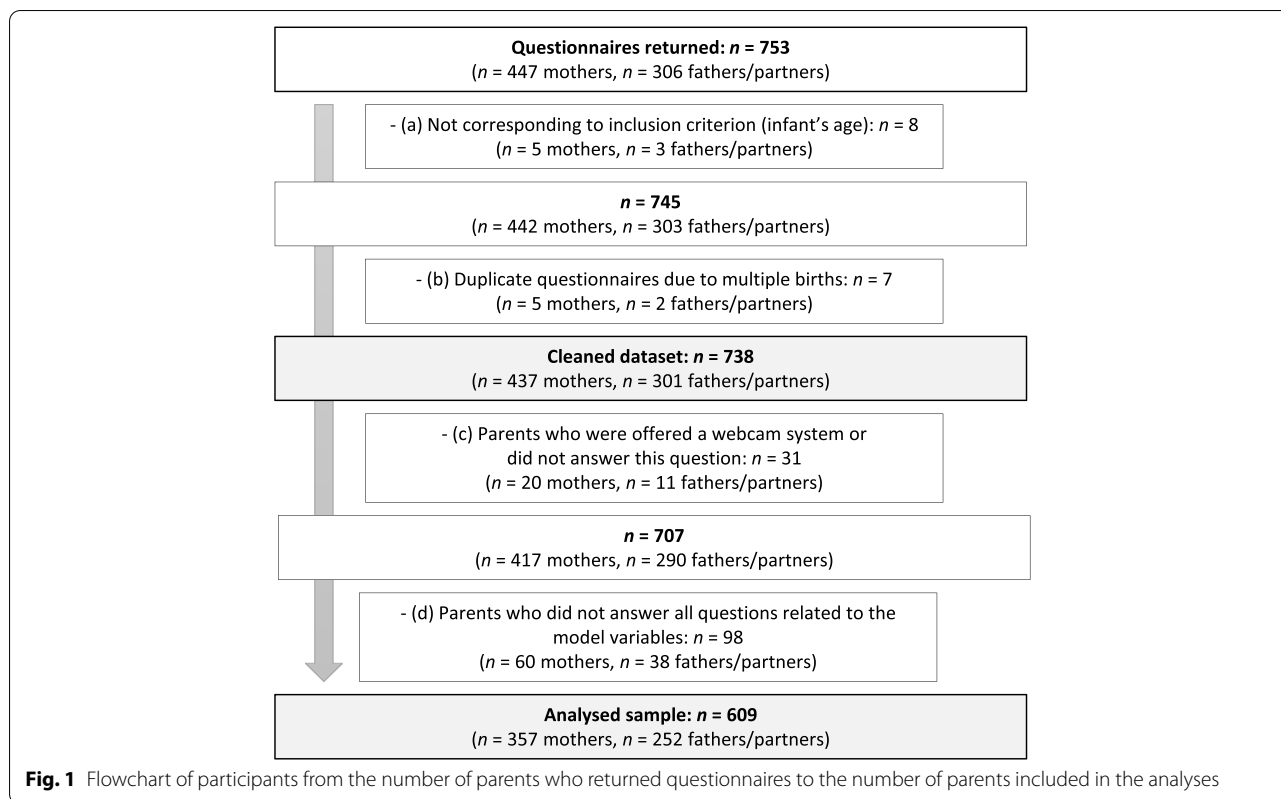 Questionnaires returned: n = 753
(n = 447 mothers, n = 306 fathers/partners)
- (a) Not corresponding to inclusion criterion (infant’s age): n = 8
(n = 5 mothers, n = 3 fathers/partners)
n = 745
(n = 442 mothers, n = 303 fathers/partners)
- (b) Duplicate questionnaires due to multiple births: n = 7
(n = 5 mothers, n = 2 fathers/partners)
Cleaned dataset: n = 738
(n = 437 mothers, n = 301 fathers/partners)
- (c) Parents who were offered a webcam system or
did not answer this question: n = 31
(n = 20 mothers, n = 11 fathers/partners)
n = 707
(n = 417 mothers, n = 290 fathers/partners)
- (d) Parents who did not answer all questions related to the
model variables: n = 98
(n = 60 mothers, n = 38 fathers/partners)
Analysed sample: n = 609
(n = 357 mothers, n = 252 fathers/partners)
Fig. 1 Flowchart of participants from the number of parents who returned questionnaires to the number of parents included in the analyses